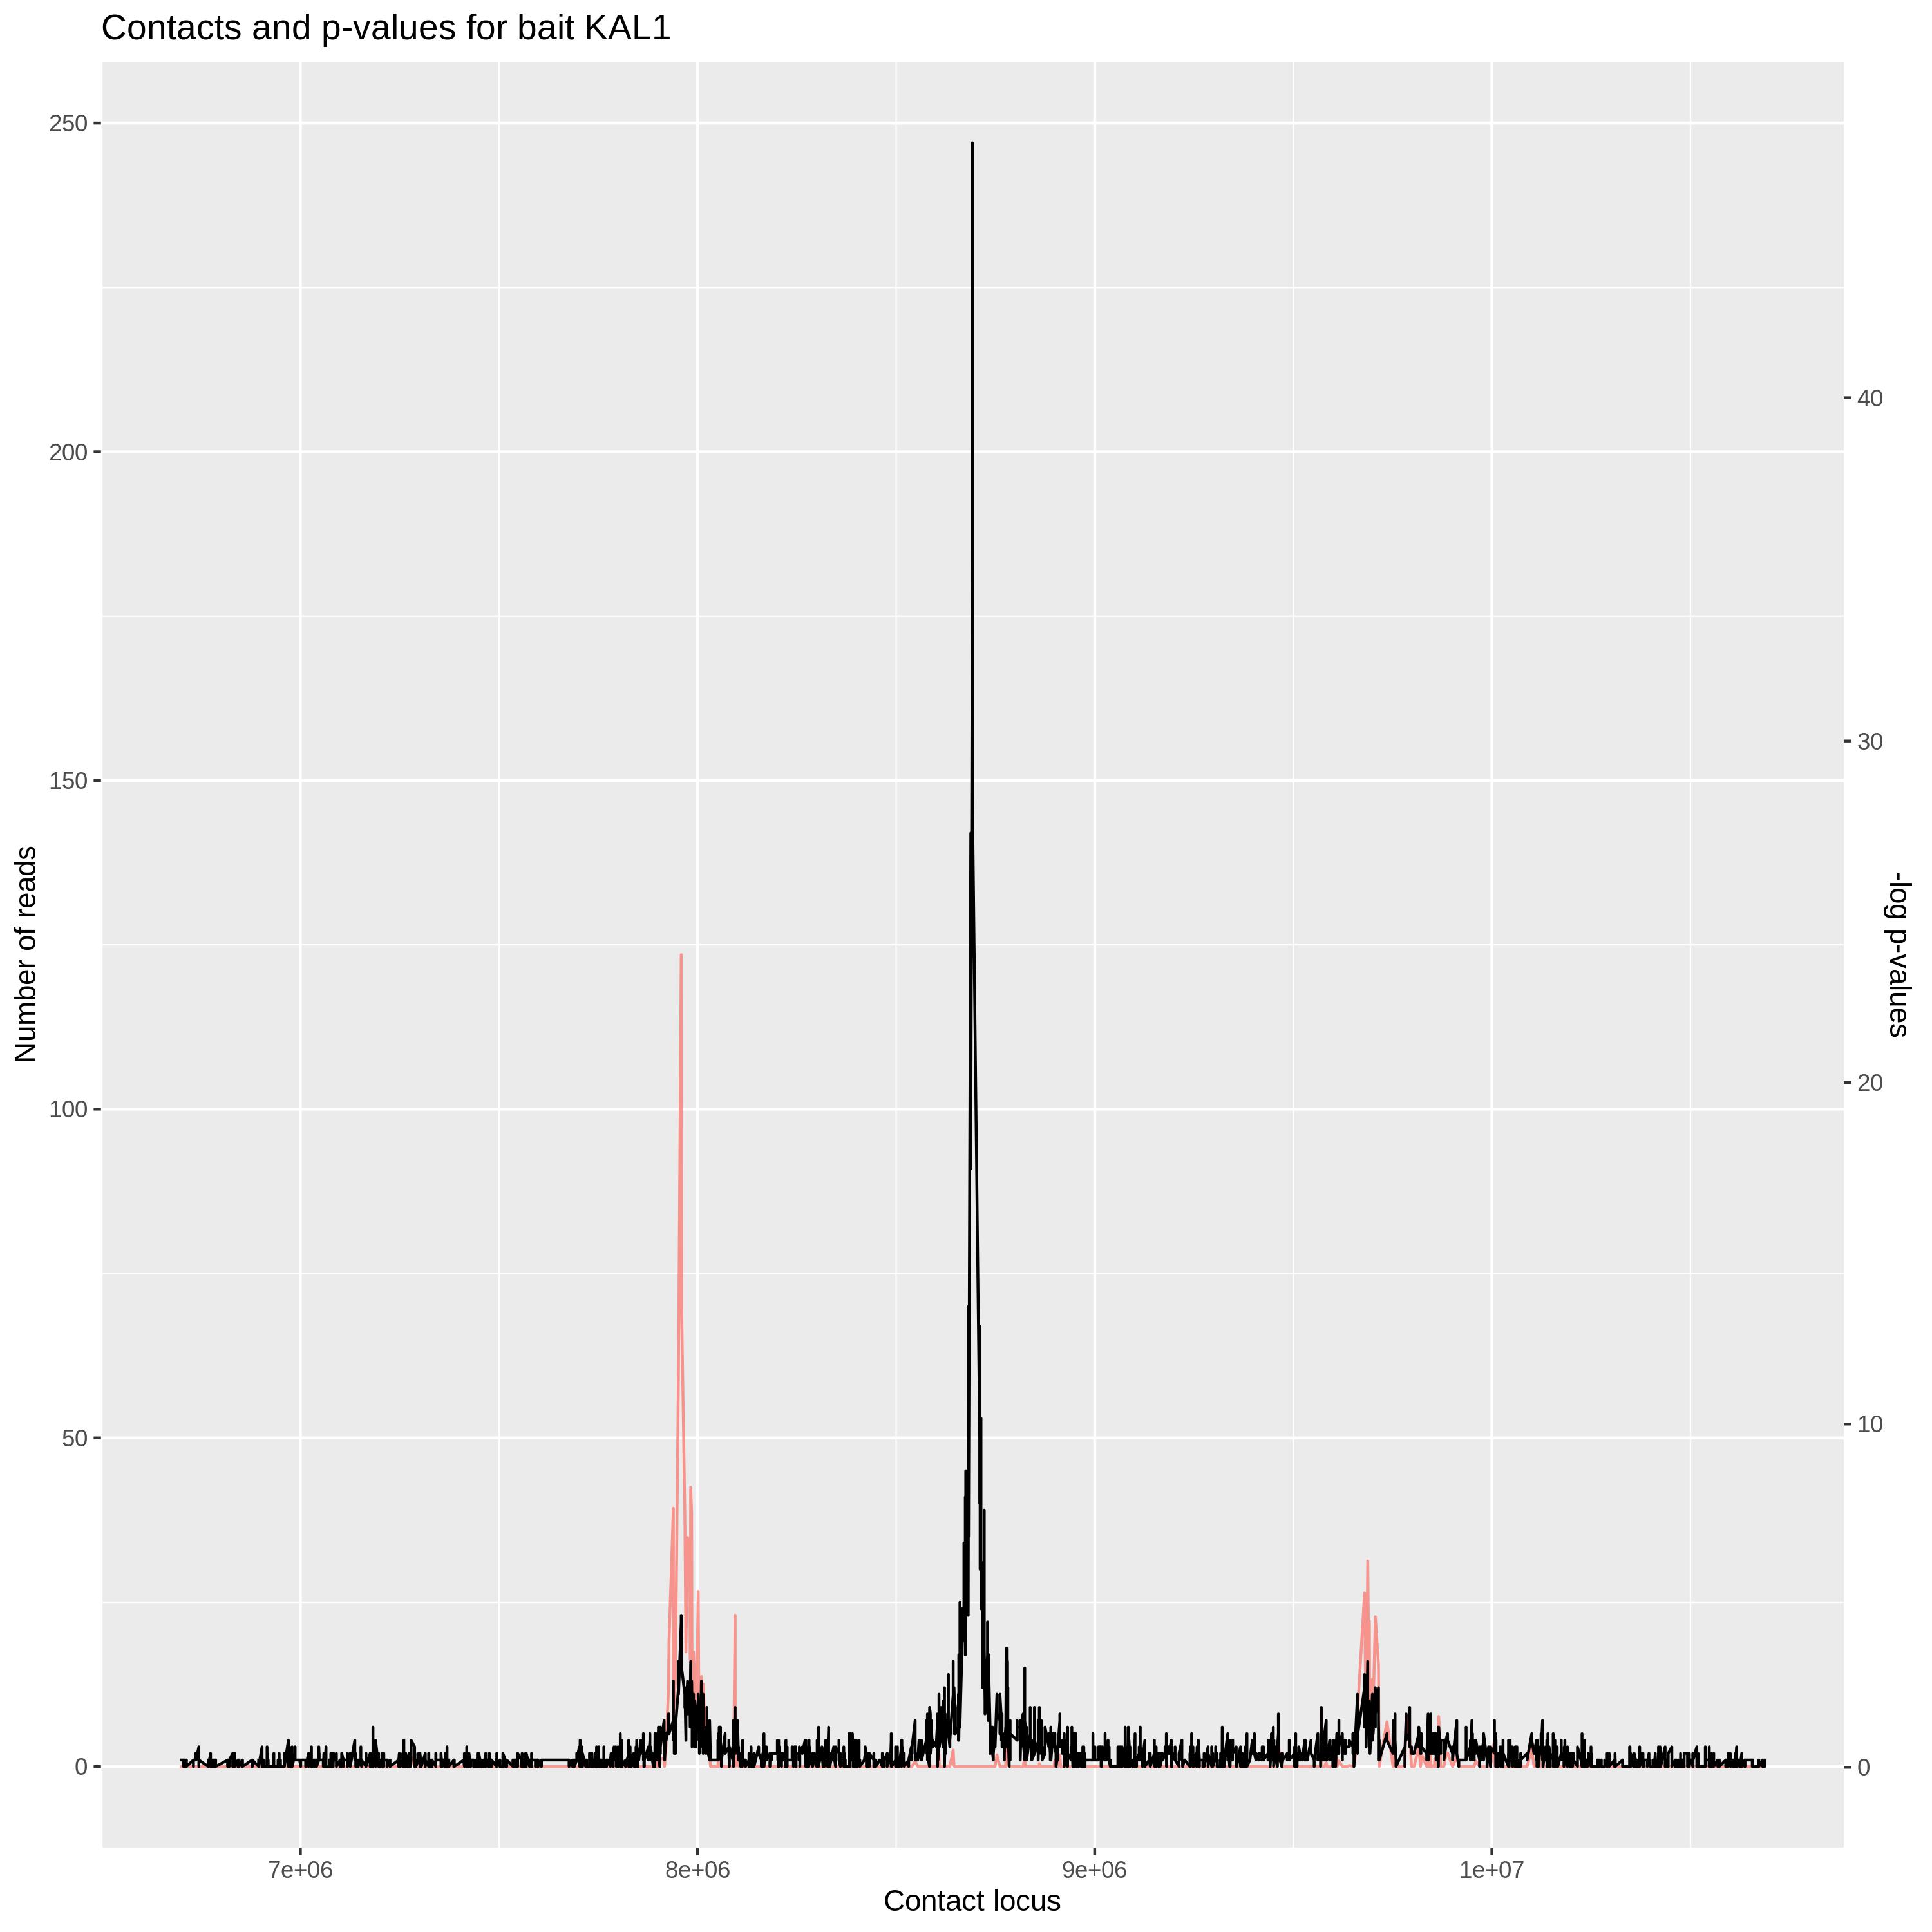 Contacts and p-values for bait KAL1
250
200
150
100
50
0
Number of reads
40
30
20
10
0
-log p-values
7e+06
8e+06
9e+06
1e+07
Contact locus